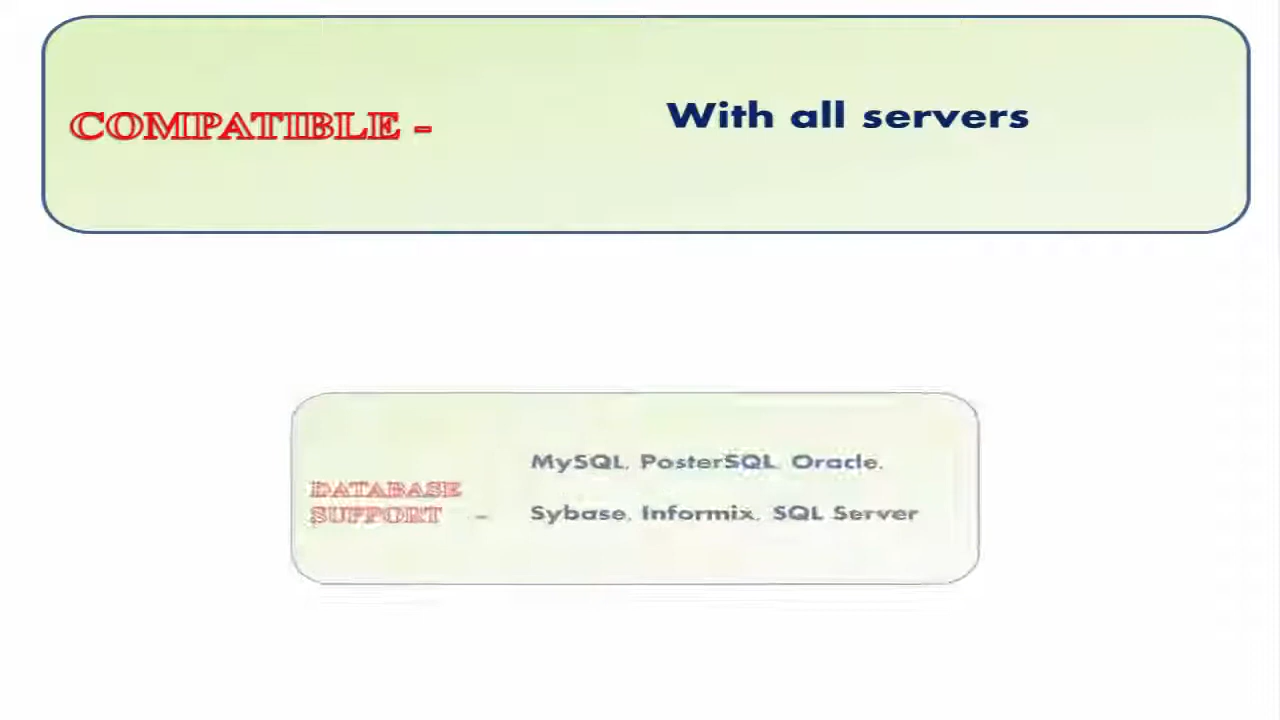 COMPATIBLE -
With all servers
DATABASE
SUPPORT -
MySQL, PosterSQL, Oracle,
Sybase, Informix, SQL Server